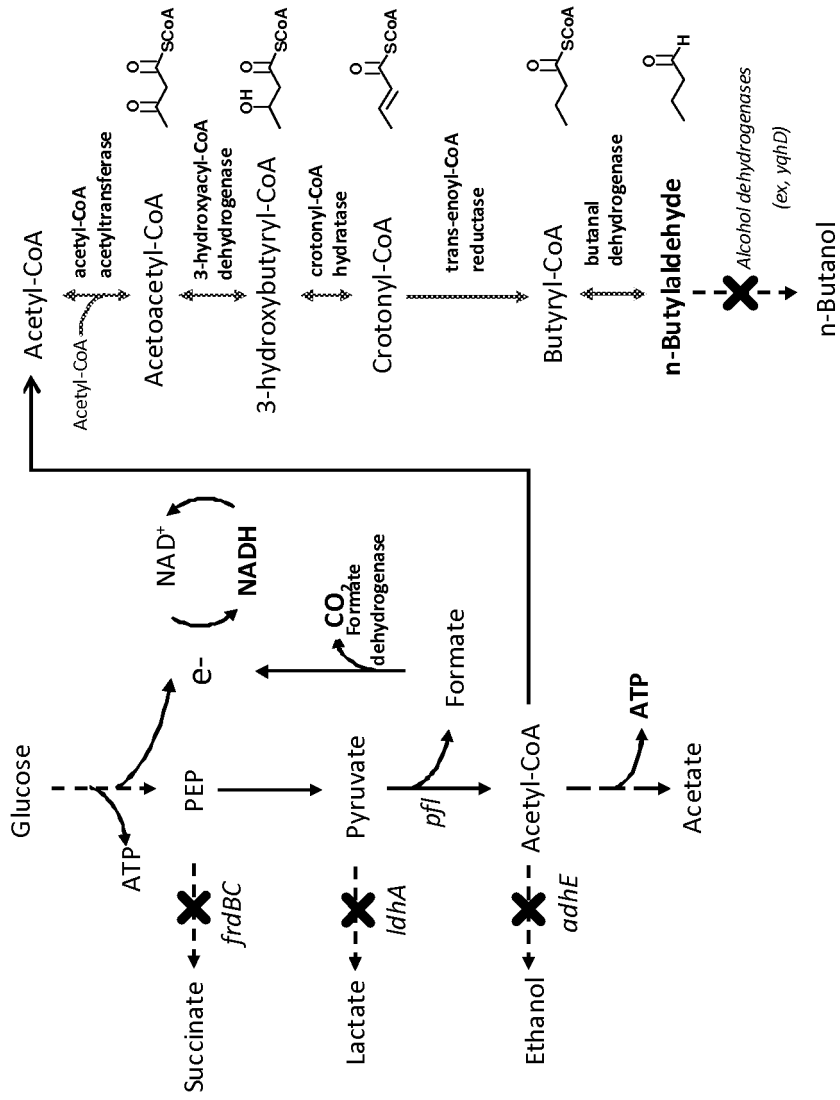 Glucose
ATP
PEP
Succinate
frdBC
e-
NAD+
NADH
CO2
Formate
dehydrogenase
Pyruvate
Lactate
ldhA
pfl
Formate
Acetyl-CoA
Ethanol
adhE
ATP
Acetate
Acetyl-CoA
Acetyl-CoA
acetyl-CoA
acetyltransferase
O
O
SCoA
Acetoacetyl-CoA
3-hydroxyacyl-CoA
dehydrogenase
OH
O
SCoA
3-hydroxybutyryl-CoA
crotonyl-CoA
hydratase
O
SCoA
Crotonyl-CoA
trans-enoyl-CoA
reductase
O
SCoA
Butyryl-CoA
butanal
dehydrogenase
O
H
n-Butylaldehyde
Alcohol dehydrogenases
(ex, yqhD)
n-Butanol